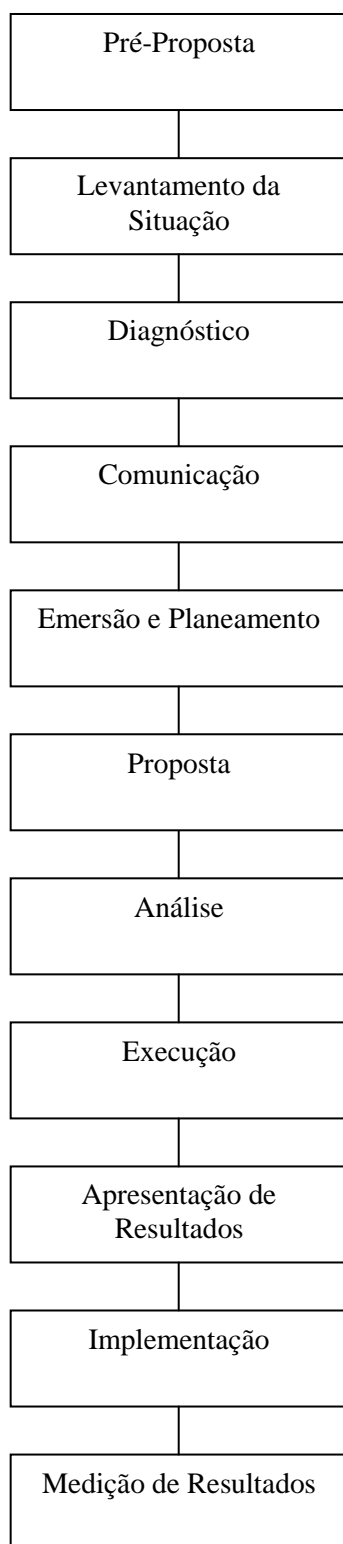 Pré-Proposta
Levantamento da
Situação
Diagnóstico
Comunicação
Emersão e Planeamento
Proposta
Análise
Execução
Apresentação de
Resultados
Implementação
Medição de Resultados